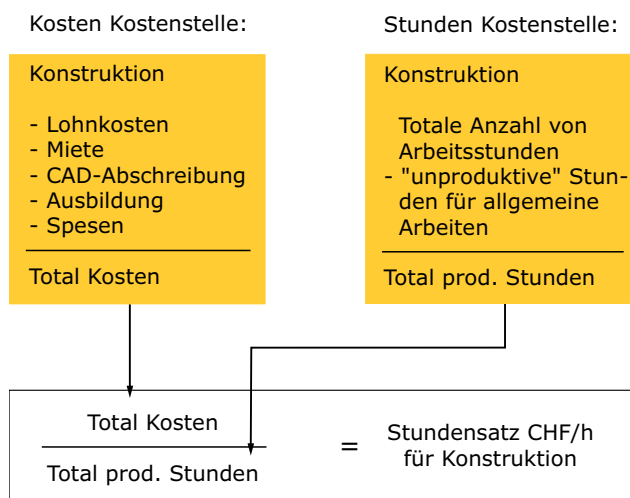 Kosten Kostenstelle:
Konstruktion
- Lohnkosten
- Miete
- CAD-Abschreibung
- Ausbildung
- Spesen
Total Kosten
Stunden Kostenstelle:
Konstruktion
Totale Anzahl von
Arbeitsstunden
- "unproduktive" Stun-
den für allgemeine
Arbeiten
Total prod. Stunden
Total Kosten
Total prod. Stunden
=
Stundensatz CHF/h
für Konstruktion